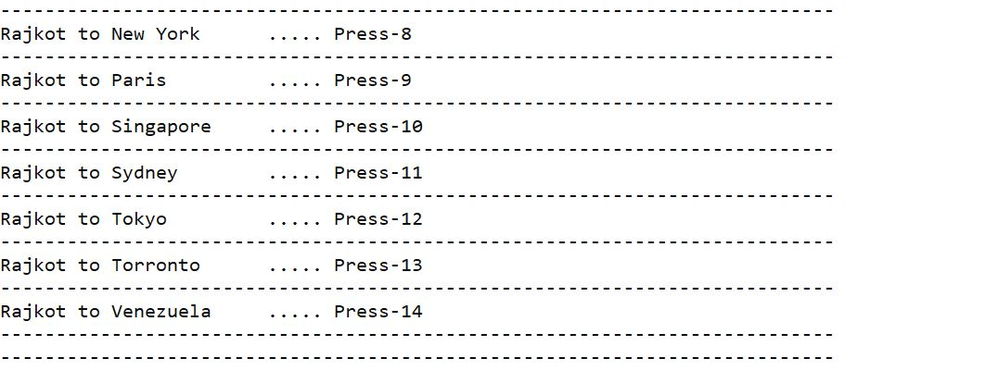 ---------------------------------------------------------------------------
Rajkot to New York      ..... Press-8
---------------------------------------------------------------------------
Rajkot to Paris         ..... Press-9
---------------------------------------------------------------------------
Rajkot to Singapore     ..... Press-10
---------------------------------------------------------------------------
Rajkot to Sydney        ..... Press-11
---------------------------------------------------------------------------
Rajkot to Tokyo         ..... Press-12
---------------------------------------------------------------------------
Rajkot to Torronto      ..... Press-13
---------------------------------------------------------------------------
Rajkot to Venezuela     ..... Press-14
---------------------------------------------------------------------------
---------------------------------------------------------------------------